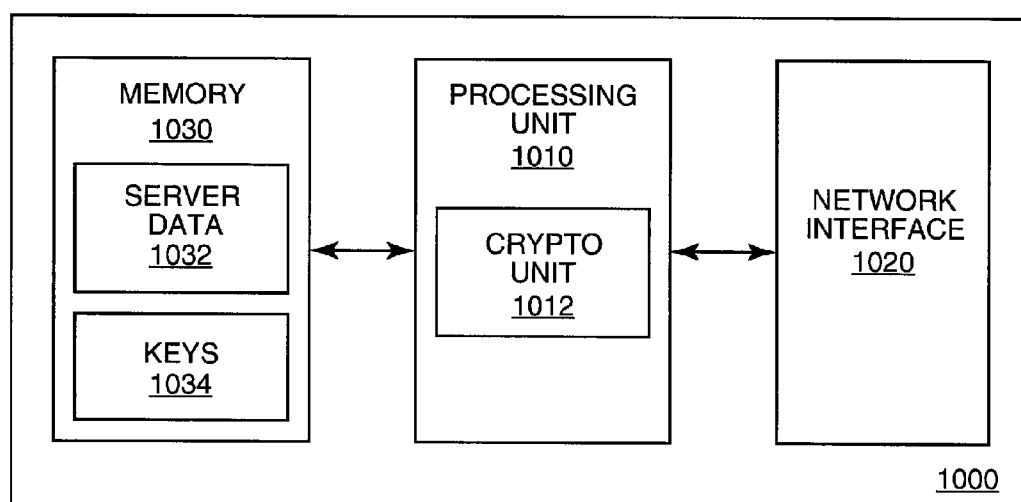 MEMORY
1030
SERVER
DATA
1032
KEYS
1034
PROCESSING
UNIT
1010
CRYPTO
UNIT
1012
NETWORK
INTERFACE
1020
1000